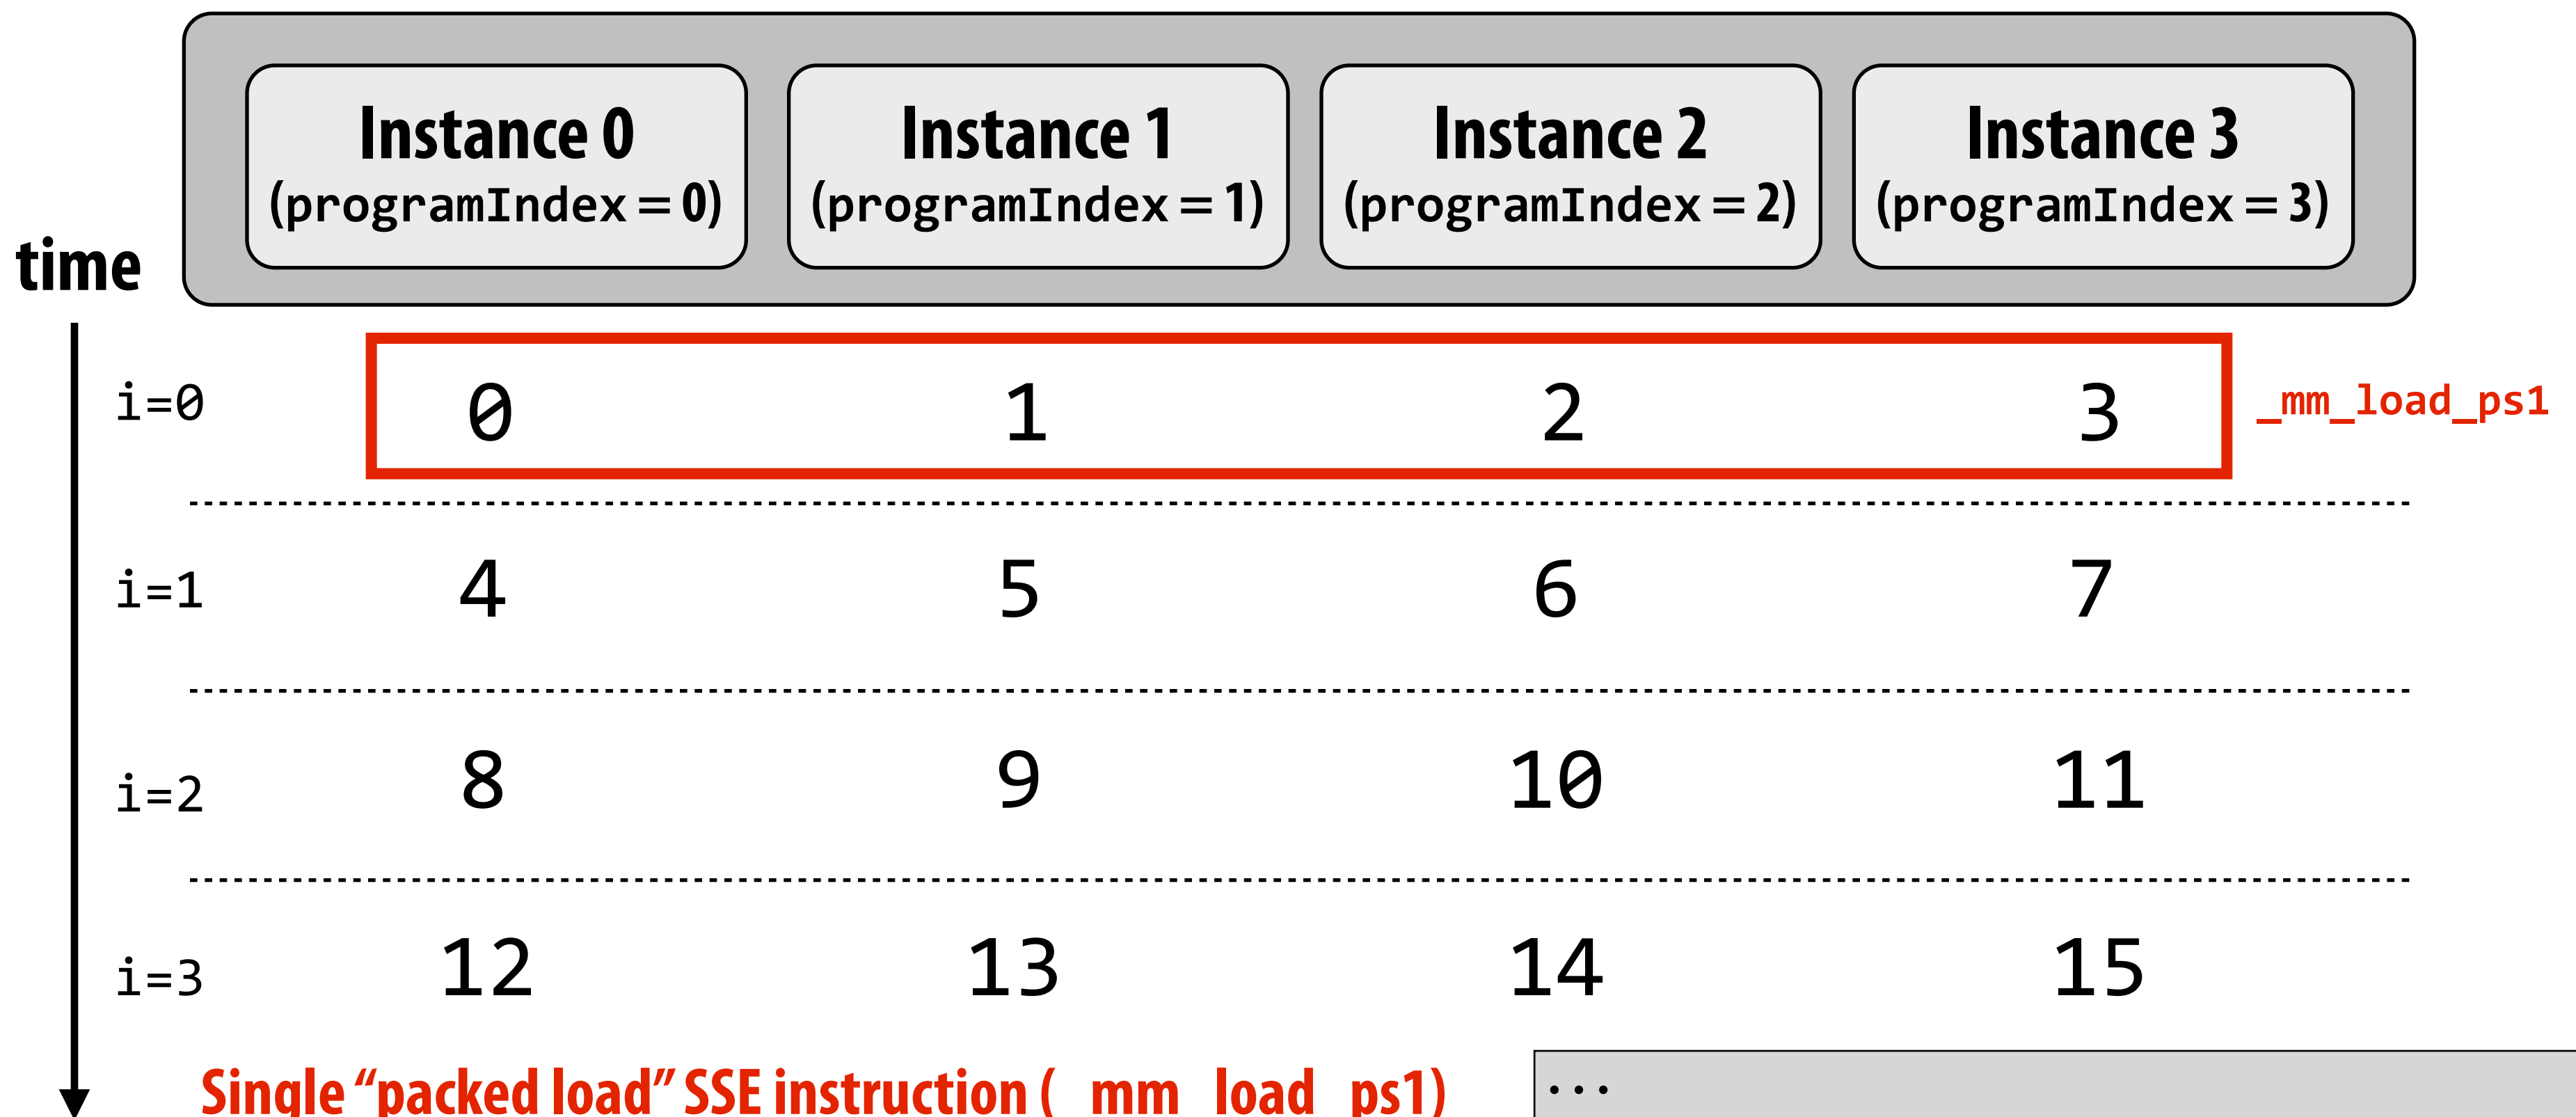 Instance 0 Instance 1 Instance 2 Instance 3
(programIndex = 0) (programIndex = 1) (programIndex = 2) (programIndex = 3)
time
i=0 0 1 2 3 _mm_load_ps1
i=1 4 5 6 7
i=2 8 9 10 11
i=3 12 13 14 15
Single “packed load” SSE instruction (_mm_load_ps1) ...